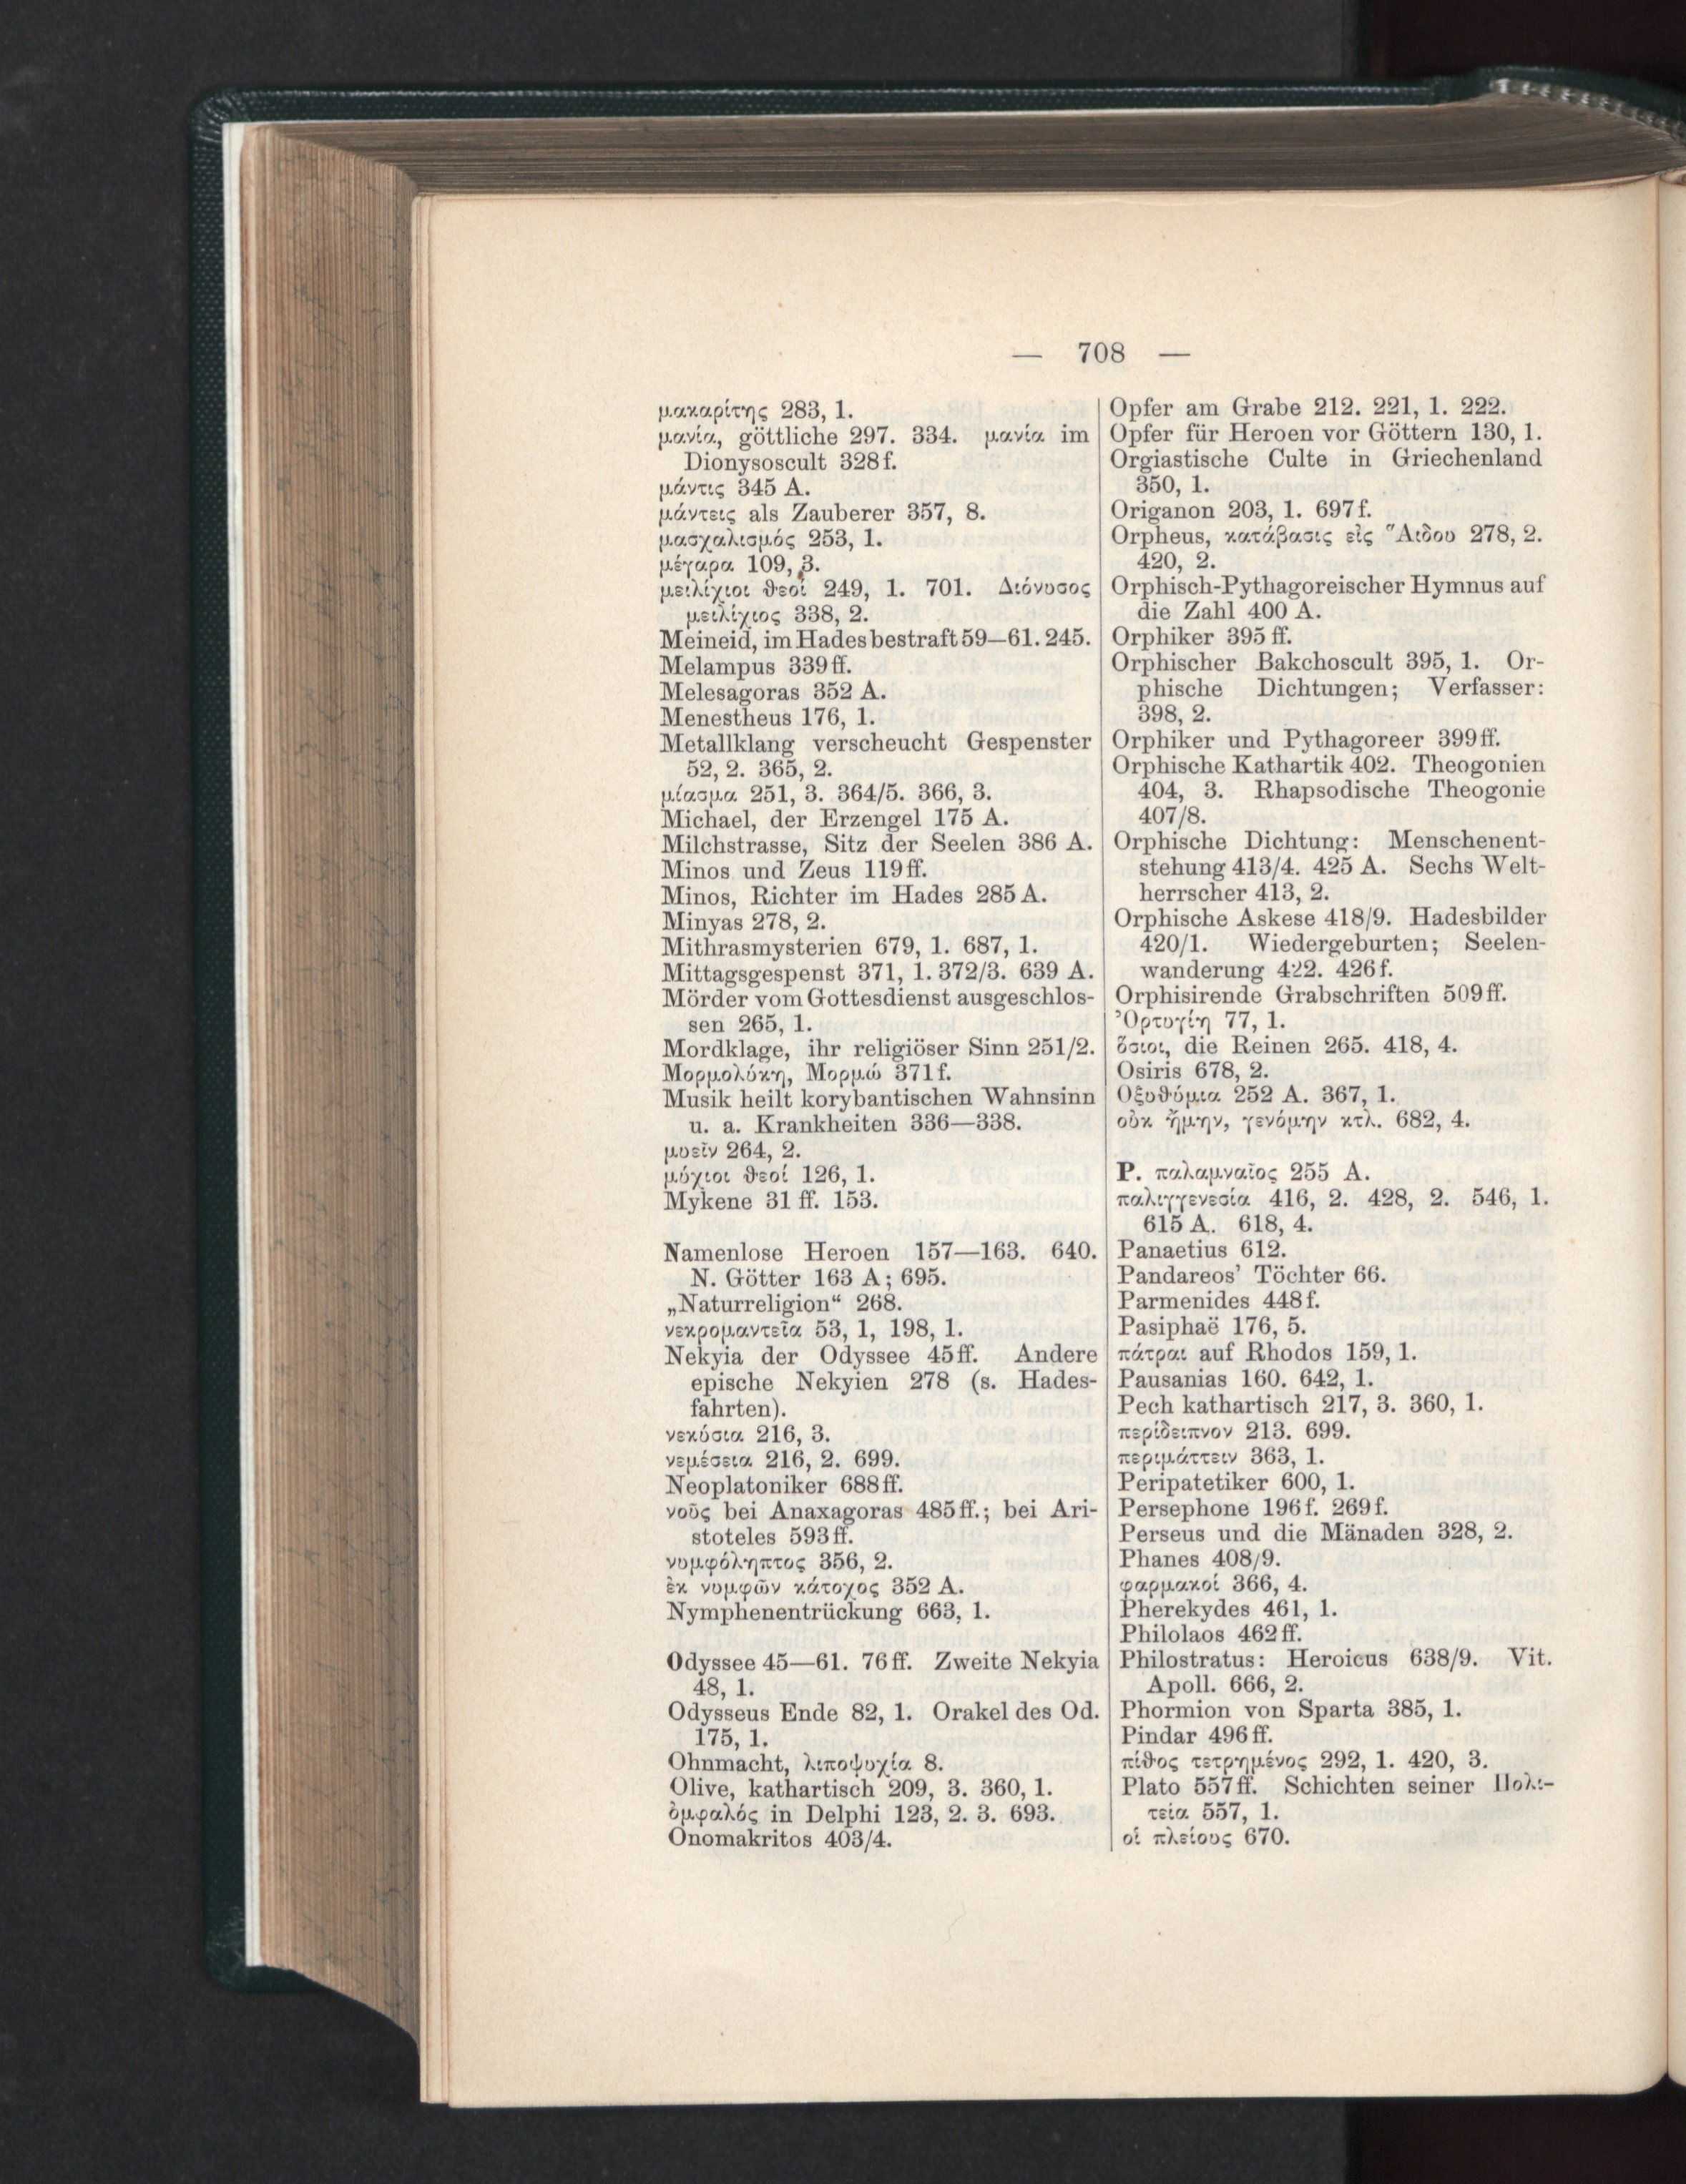 — 708 —
μακαρίτης 283, 1.
μανία, göttliche 297. 334. μανία im
Dionysoscult 328f.
μάντις 345 A.
μάντεις als Zauberer 357, 8.
μασχαλισμός 253, 1.
μέγαρα 109, 3.
μειλίχιοι θεοί 249, 1. 701. Διόνυσος
μειλίχιος 338, 2.
Meineid, im Hades bestraft 59—61. 245.
Melampus 339ff.
Melesagoras 352 A.
Menestheus 176, 1.
Metallklang verscheucht Gespenster
52, 2. 365, 2.
μίασμα 251, 3. 364/5. 366, 3.
Michael, der Erzengel 175 A.
Milchstrasse, Sitz der Seelen 386 A.
Minos und Zeus 119ff.
Minos, Richter im Hades 285 A.
Minyas 278, 2.
Mithrasmysterien 679, 1. 687, 1.
Mittagsgespenst 371, 1. 372/3. 639 A.
Mörder vom Gottesdienst ausgeschlos-
sen 265, 1.
Mordklage, ihr religiöser Sinn 251/2.
Μορμολύκη, Μορμώ 371f.
Musik heilt korybantischen Wahnsinn
u. a. Krankheiten 336—338.
μυεῖν 264, 2.
μύχιοι θεοί 126, 1.
Mykene 31 ff. 153.
Namenlose Heroen 157—163. 640.
N. Götter 163 A; 695.
„Naturreligion“ 268.
νεκρομαντεῖα 53, 1, 198, 1.
Nekyia der Odyssee 45ff. Andere
epische Nekyien 278 (s. Hades-
fahrten).
νεκύσια 216, 3.
νεμέσεια 216, 2. 699.
Neoplatoniker 688ff.
νοῦς bei Anaxagoras 485ff.; bei Ari-
stoteles 593ff.
νυμφόληπτος 356, 2.
ἐκ νυμφῶν κάτοχος 352 A.
Nymphenentrückung 663, 1.
Odyssee 45—61. 76ff. Zweite Nekyia
48, 1.
Odysseus Ende 82, 1. Orakel des Od.
175, 1.
Ohnmacht, λιποψυχία 8.
Olive, kathartisch 209, 3. 360, 1.
ὀμφαλός in Delphi 123, 2. 3. 693.
Onomakritos 403/4.
Opfer am Grabe 212. 221, 1. 222.
Opfer für Heroen vor Göttern 130, 1.
Orgiastische Culte in Griechenland
350, 1.
Origanon 203, 1. 697f.
Orpheus, κατάβασις εἰς Ἅιδου 278, 2.
420, 2.
Orphisch-Pythagoreischer Hymnus auf
die Zahl 400 A.
Orphiker 395 ff.
Orphischer Bakchoscult 395, 1. Or-
phische Dichtungen; Verfasser:
398, 2.
Orphiker und Pythagoreer 399ff.
Orphische Kathartik 402. Theogonien
404, 3. Rhapsodische Theogonie
407/8.
Orphische Dichtung: Menschenent-
stehung 413/4. 425 A. Sechs Welt-
herrscher 413, 2.
Orphische Askese 418/9. Hadesbilder
420/1. Wiedergeburten; Seelen-
wanderung 422. 426f.
Orphisirende Grabschriften 509ff.
Ὀρτυγίη 77, 1.
ὅσιοι, die Reinen 265. 418, 4.
Osiris 678, 2.
Οξυθύμια 252 A. 367, 1.
οὐκ ἤμην, γενόμην κτλ. 682, 4.
P. παλαμναῖος 255 A.
παλιγγενεσία 416, 2. 428, 2. 546, 1.
615 A. 618, 4.
Panaetius 612.
Pandareos’ Töchter 66.
Parmenides 448f.
Pasiphaë 176, 5.
πάτραι auf Rhodos 159, 1.
Pausanias 160. 642, 1.
Pech kathartisch 217, 3. 360, 1.
περίδειπνον 213. 699.
περιμάττειν 363, 1.
Peripatetiker 600, 1.
Persephone 196f. 269f.
Perseus und die Mänaden 328, 2.
Phanes 408/9.
φαρμακοί 366, 4.
Pherekydes 461, 1.
Philolaos 462ff.
Philostratus: Heroicus 638/9. Vit.
Apoll. 666, 2.
Phormion von Sparta 385, 1.
Pindar 496ff.
πίθος τετρημένος 292, 1. 420, 3.
Plato 557ff. Schichten seiner Πολι-
τεία 557, 1.
οἱ πλείους 670.